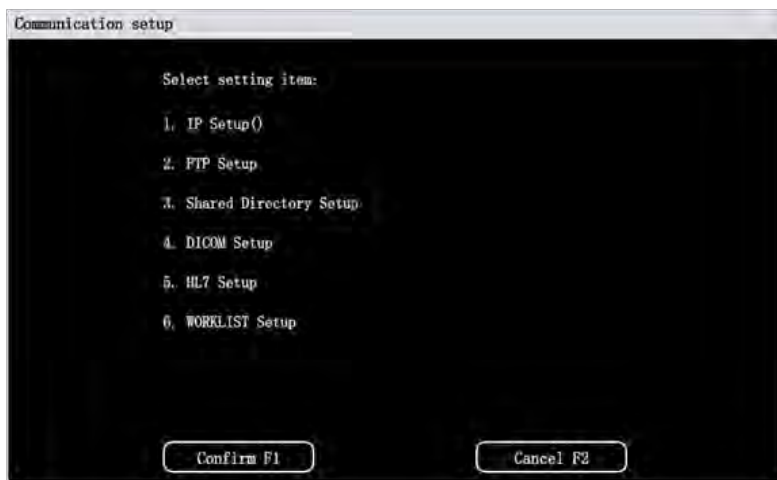 Communication setup
Select setting item:
1. IP Setup()
2. FTP Setup
3. Shared Directory Setup
4. DICOM Setup
5. HL7 Setup
6. WORKLIST Setup
Confirm F1 Cancel F2